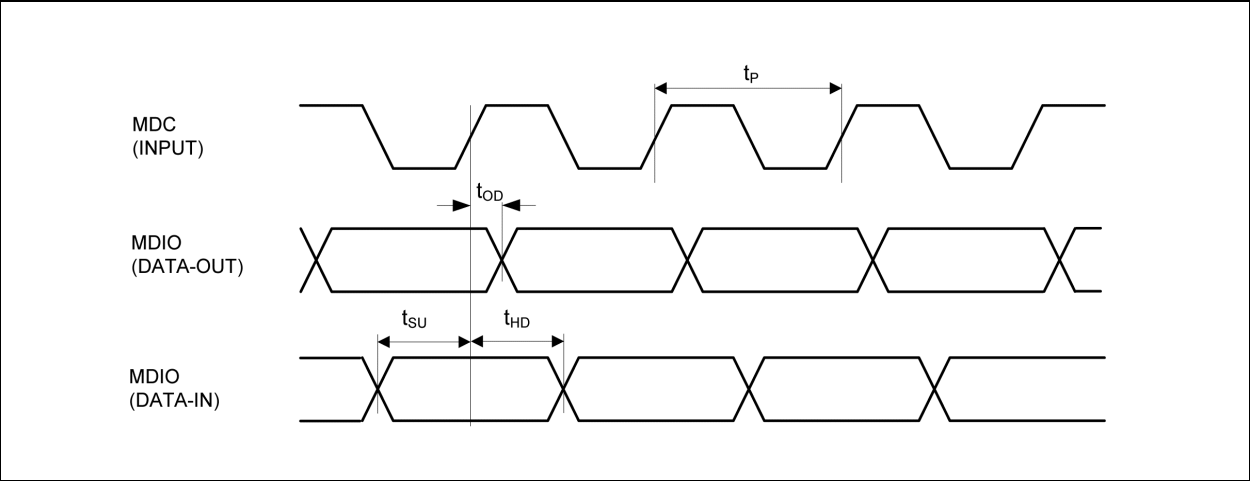 tP
MDC
(INPUT)
tOD
MDIO
(DATA-OUT)
tSU
tHD
MDIO
(DATA-IN)